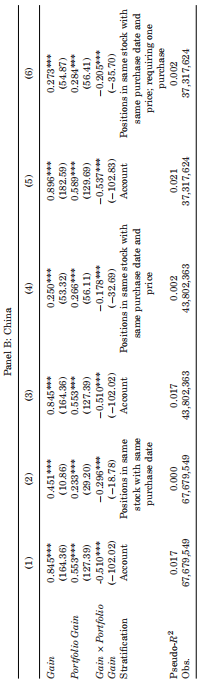 Panel B: China
(1) (2) (3) (4) (5) (6)
Gain 0.845*** 0.451*** 0.845*** 0.250*** 0.896*** 0.273***
(164.36) (10.86) (164.36) (53.32) (182.59) (54.87)
Portfolio Gain 0.553*** 0.233*** 0.553*** 0.266*** 0.589*** 0.284***
(127.39) (29.26) (127.39) (56.11) (129.69) (56.41)
Gain × Portfolio −0.510*** −0.296*** −0.510*** −0.178*** −0.537*** −0.205***
Gain (−102.02) (−18.78) (−102.02) (−32.69) (−102.83) (−35.70)
Stratification Account Positions in same Account Positions in same stock with Account Positions in same stock with
stock with same same purchase date and same purchase date and
purchase date price price; requiring one
purchase
Pseudo-R² 0.017 0.000 0.017 0.002 0.021 0.002
Obs. 67,679,549 67,679,549 43,802,363 43,802,363 37,317,624 37,317,624